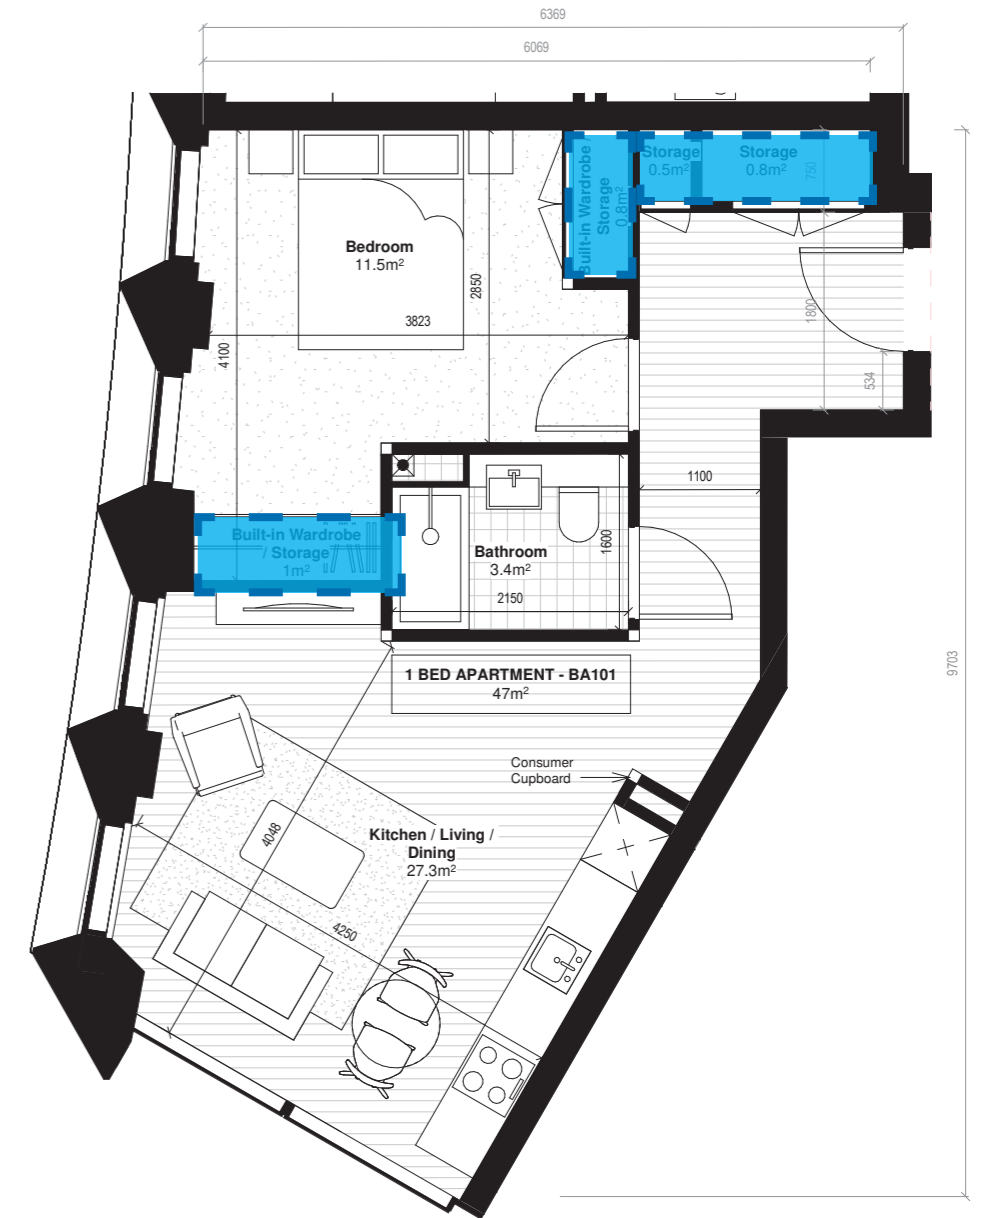 6369
6069
Storage
0.5m²
Storage
0.8m²
750
Built-in Wardrobe /
Storage
0.8m²
Bedroom
11.5m²
2850
3823
4100
1800
534
1100
Built-in Wardrobe
/ Storage
1m²
Bathroom
3.4m²
1600
2150
9703
1 BED APARTMENT - BA101
47m²
Consumer
Cupboard
Kitchen / Living /
Dining
27.3m²
4048
4250